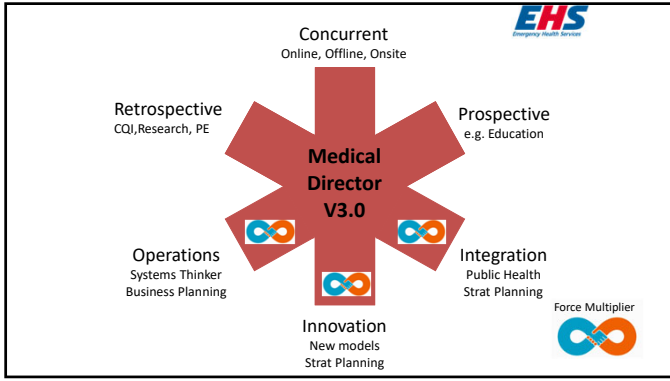 EHS
Emergency Health Services
Concurrent
Online, Offline, Onsite
Retrospective
CQI,Research, PE
Prospective
e.g. Education
Medical
Director
V3.0
Operations
Systems Thinker
Business Planning
Integration
Public Health
Strat Planning
Innovation
New models
Strat Planning
Force Multiplier